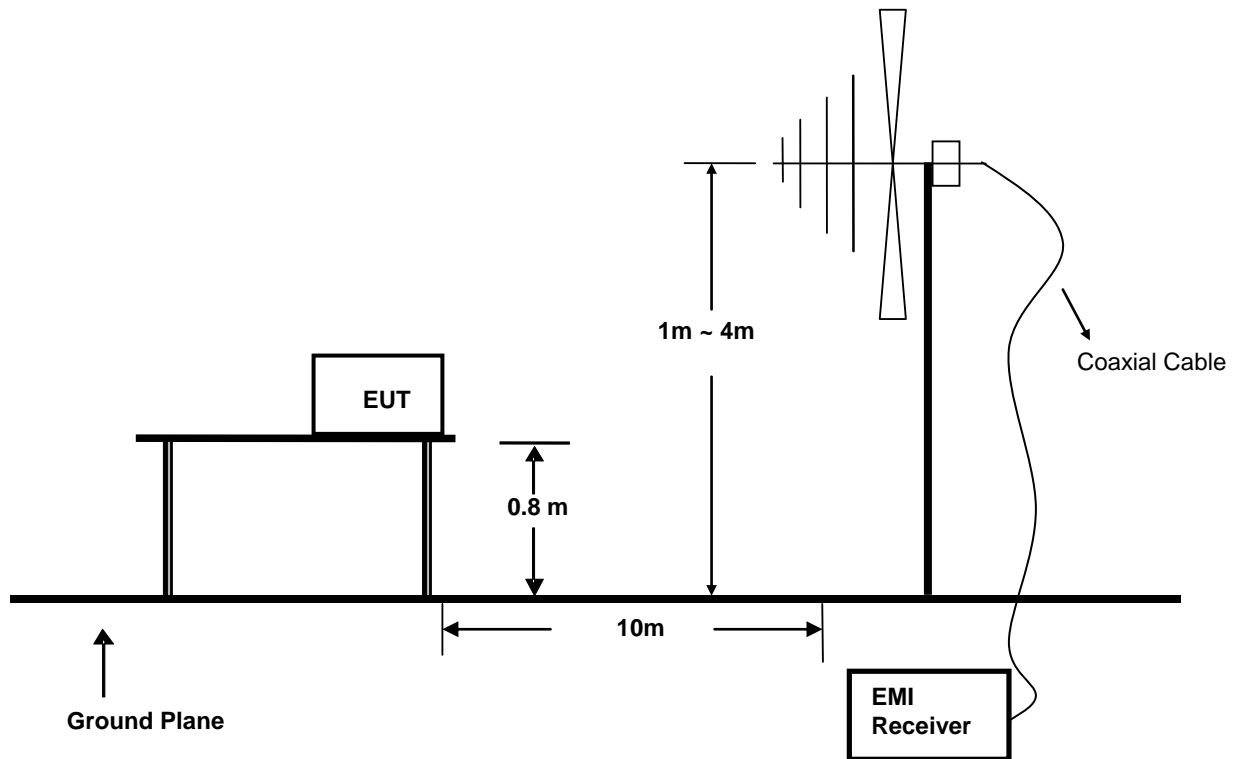 1m ~ 4m
Coaxial Cable
EUT
0.8 m
10m
Ground Plane
EMI
Receiver